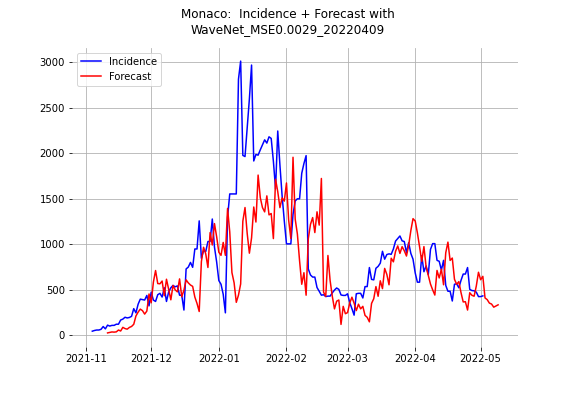 Monaco:  Incidence + Forecast with
WaveNet_MSE0.0029_20220409
Incidence
Forecast
3000
2500
2000
1500
1000
500
0
2021-11 2021-12 2022-01 2022-02 2022-03 2022-04 2022-05